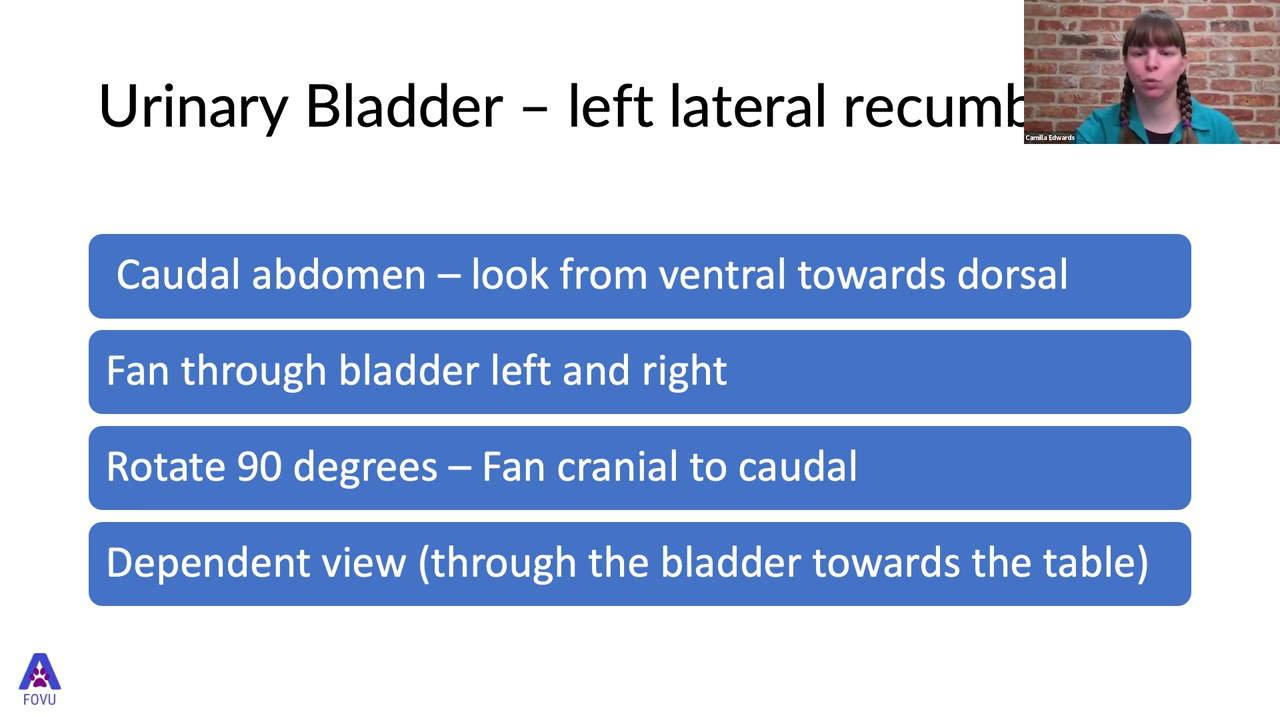 Urinary Bladder – left lateral recumb
Camilla Edwards
Caudal abdomen – look from ventral towards dorsal
Fan through bladder left and right
Rotate 90 degrees – Fan cranial to caudal
Dependent view (through the bladder towards the table)
A
FOVU